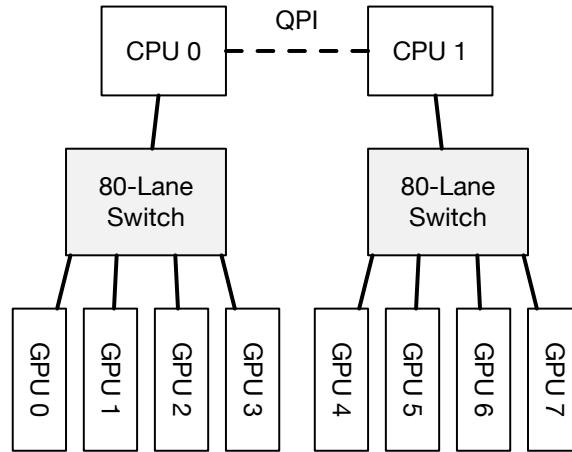 QPI
CPU 0
CPU 1
80-Lane
Switch
80-Lane
Switch
GPU 0
GPU 1
GPU 2
GPU 3
GPU 4
GPU 5
GPU 6
GPU 7